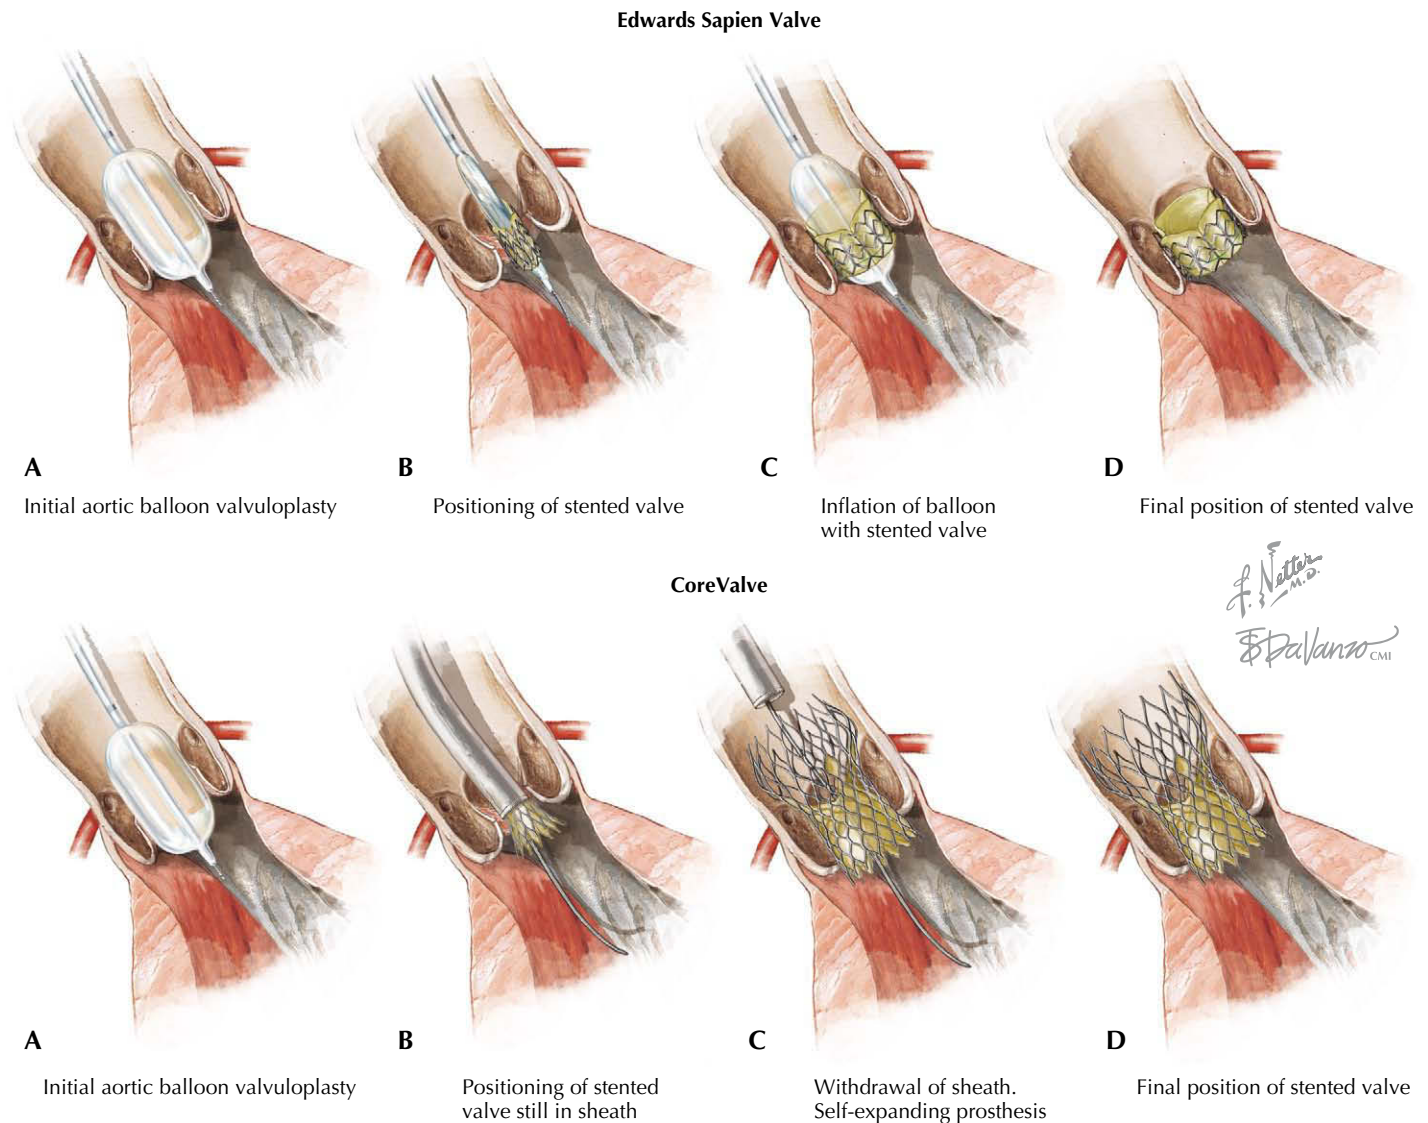 Edwards Sapien Valve
A
B
C
D
Initial aortic balloon valvuloplasty
Positioning of stented valve
Inflation of balloon
with stented valve
Final position of stented valve
F. Netter
M.D.
CoreValve
DaVanzo CMI
A
B
C
D
Initial aortic balloon valvuloplasty
Positioning of stented
valve still in sheath
Withdrawal of sheath.
Self-expanding prosthesis
Final position of stented valve